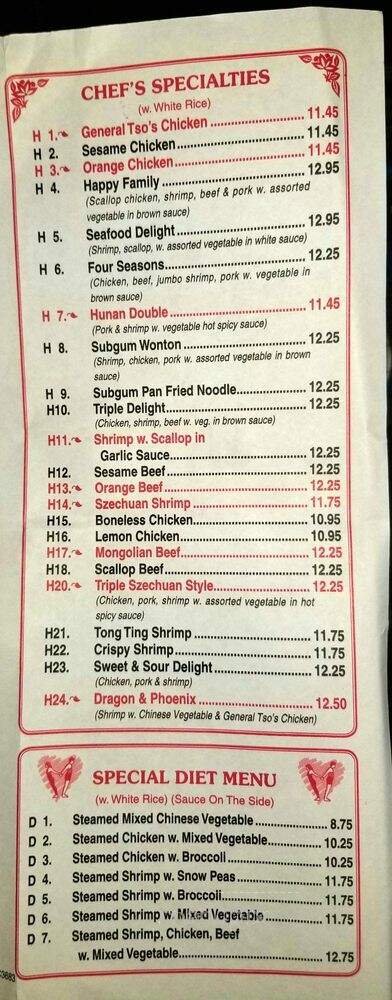 CHEF'S SPECIALTIES
(w. White Rice)
H 1. General Tso's Chicken 11.45
H 2. Sesame Chicken 11.45
H 3. Orange Chicken 11.45
H 4. Happy Family 12.95
(Scallop chicken, shrimp, beef & pork w. assorted
vegetable in brown sauce)
H 5. Seafood Delight 12.95
(Shrimp, scallop, w. assorted vegetable in white sauce)
H 6. Four Seasons 12.25
(Chicken, beef, jumbo shrimp, pork w. vegetable in
brown sauce)
H 7. Hunan Double 11.45
(Pork & shrimp w. vegetable hot spicy sauce)
H 8. Subgum Wonton 12.25
(Shrimp, chicken, pork w. assorted vegetable in brown
sauce)
H 9. Subgum Pan Fried Noodle 12.25
H10. Triple Delight 12.25
(Chicken, shrimp, beef w. veg. in brown sauce)
H11. Shrimp w. Scallop in
Garlic Sauce 12.25
H12. Sesame Beef 12.25
H13. Orange Beef 12.25
H14. Szechuan Shrimp 11.75
H15. Boneless Chicken 10.95
H16. Lemon Chicken 10.95
H17. Mongolian Beef 12.25
H18. Scallop Beef 12.25
H20. Triple Szechuan Style 12.25
(Chicken, pork, shrimp w. assorted vegetable in hot
spicy sauce)
H21. Tong Ting Shrimp 11.75
H22. Crispy Shrimp 11.75
H23. Sweet & Sour Delight 12.25
(Chicken, pork & shrimp)
H24. Dragon & Phoenix 12.50
(Shrimp w. Chinese Vegetable & General Tso's Chicken)
SPECIAL DIET MENU
(w. White Rice) (Sauce On The Side)
D 1. Steamed Mixed Chinese Vegetable 8.75
D 2. Steamed Chicken w. Mixed Vegetable 10.25
D 3. Steamed Chicken w. Broccoli 10.25
D 4. Steamed Shrimp w. Snow Peas 11.75
D 5. Steamed Shrimp w. Broccoli 11.75
D 6. Steamed Shrimp w. Mixed Vegetable 11.75
D 7. Steamed Shrimp, Chicken, Beef
w. Mixed Vegetable 12.75